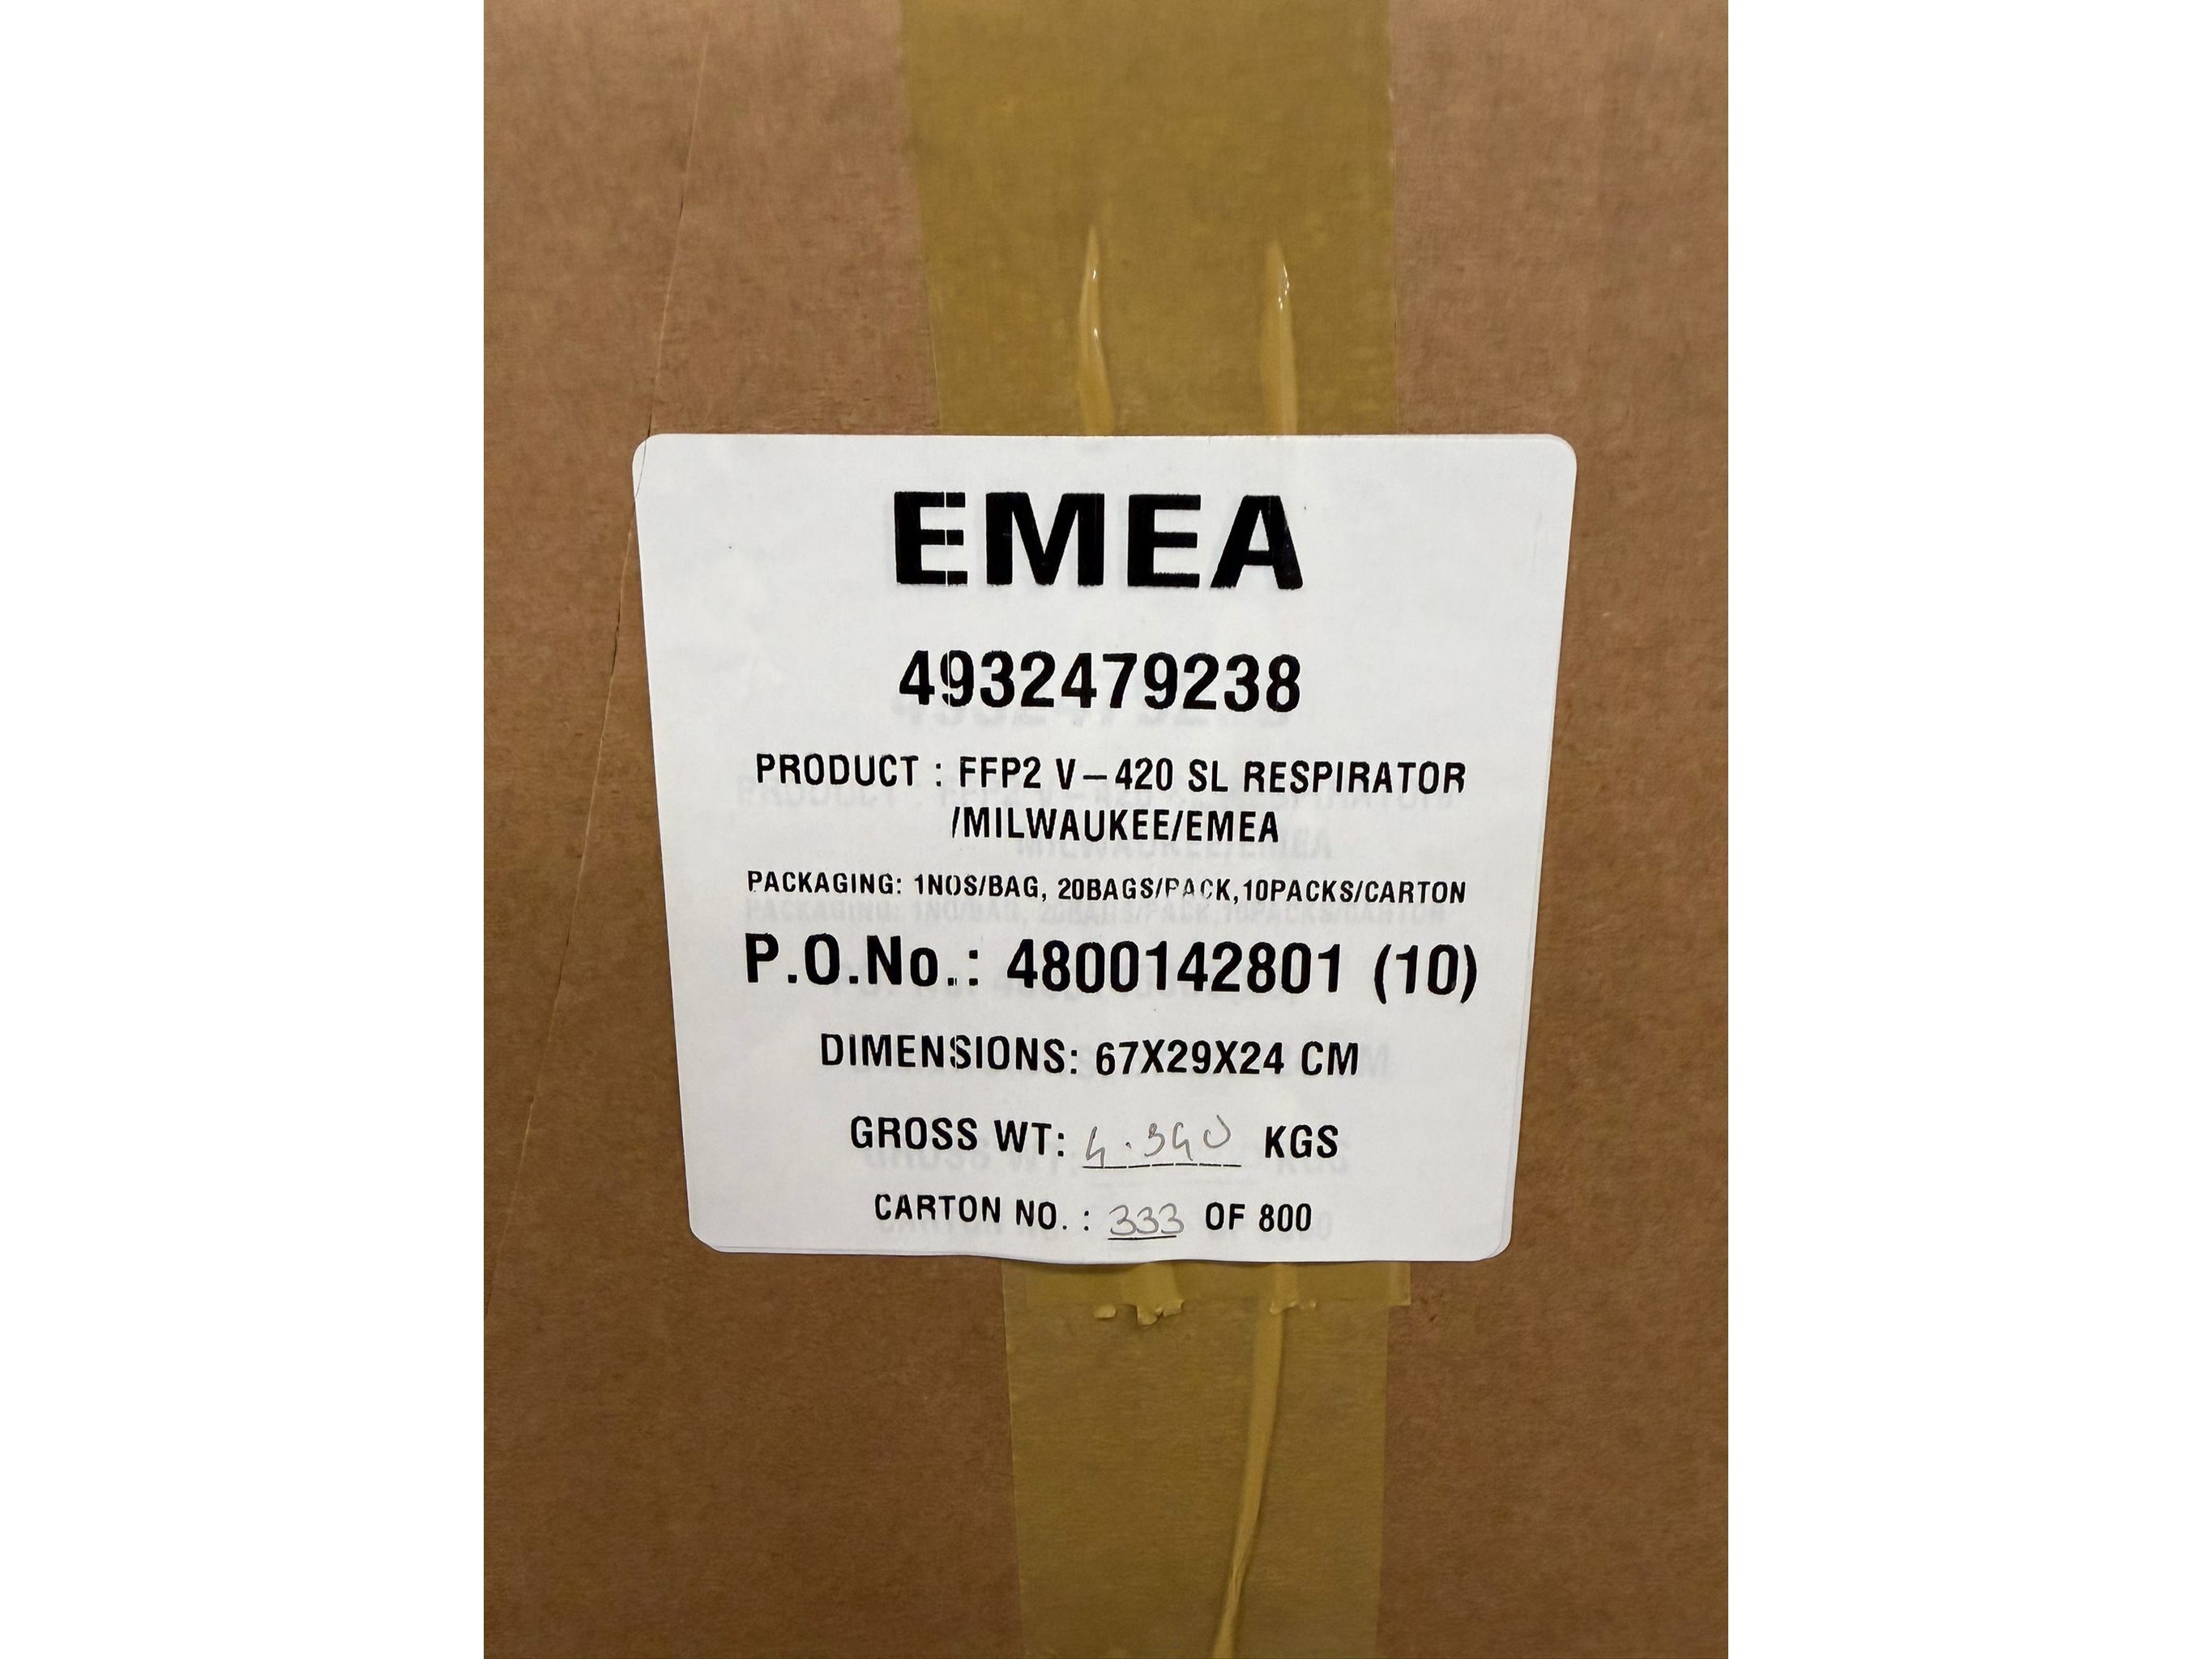 EMEA
4932479238
PRODUCT : FFP2 V-420 SL RESPIRATOR
/MILWAUKEE/EMEA
PACKAGING: 1NOS/BAG, 20BAGS/PACK,10PACKS/CARTON
P.O.No.: 4800142801 (10)
DIMENSIONS: 67X29X24 CM
GROSS WT: 4.340 KGS
CARTON NO. : 333 OF 800